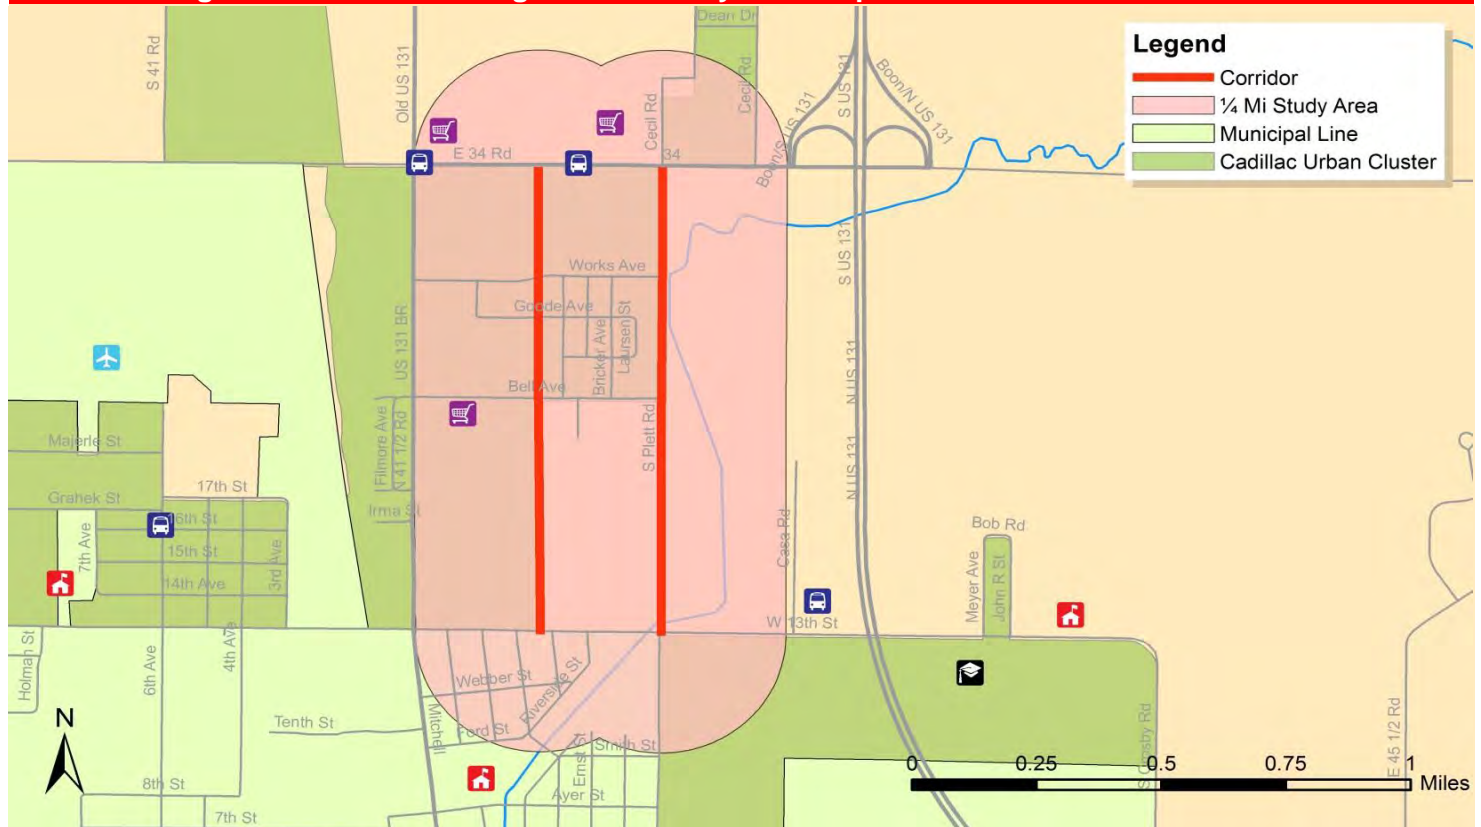 Dean Dr
S 41 Rd
Old US 131
Cecil Rd
Cecil Rd
Boon/S US 131
S US 131
Boon/N US 131
Legend
Corridor
¼ Mi Study Area
Municipal Line
Cadillac Urban Cluster
E 34 Rd
34
S US 131
Works Ave
Goode Ave
Bricker Ave
Laursen St
US 131 BR
N US 131
Bell Ave
Filmore Ave
N 41 1/2 Rd
S Plett Rd
N US 131
Majerle St
17th St
Grahek St
Irma St
16th St
7th Ave
15th St
3rd Ave
14th Ave
Casa Rd
Bob Rd
Meyer Ave
John R St
W 13th St
Holman St
6th Ave
4th Ave
Webber St
Riverside St
N
Tenth St
Mitchell
Ford St
Ernst St
Smith St
8th St
7th St
Ayer St
E 45 1/2 Rd
0 0.25 0.5 0.75 1
Miles